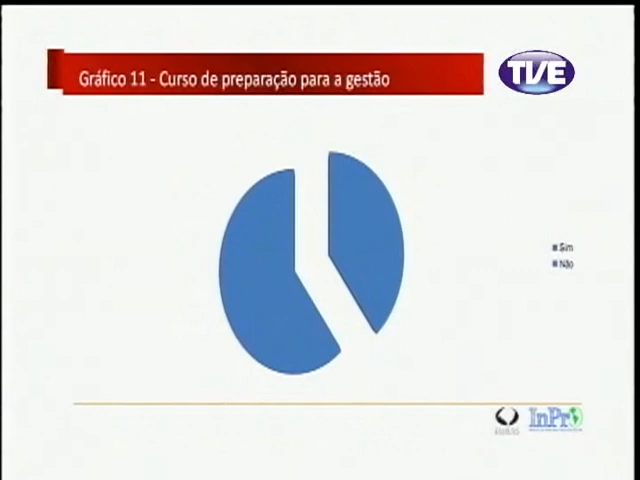 Gráfico 11 - Curso de preparação para a gestão
TVE
Sim
Não
InPro